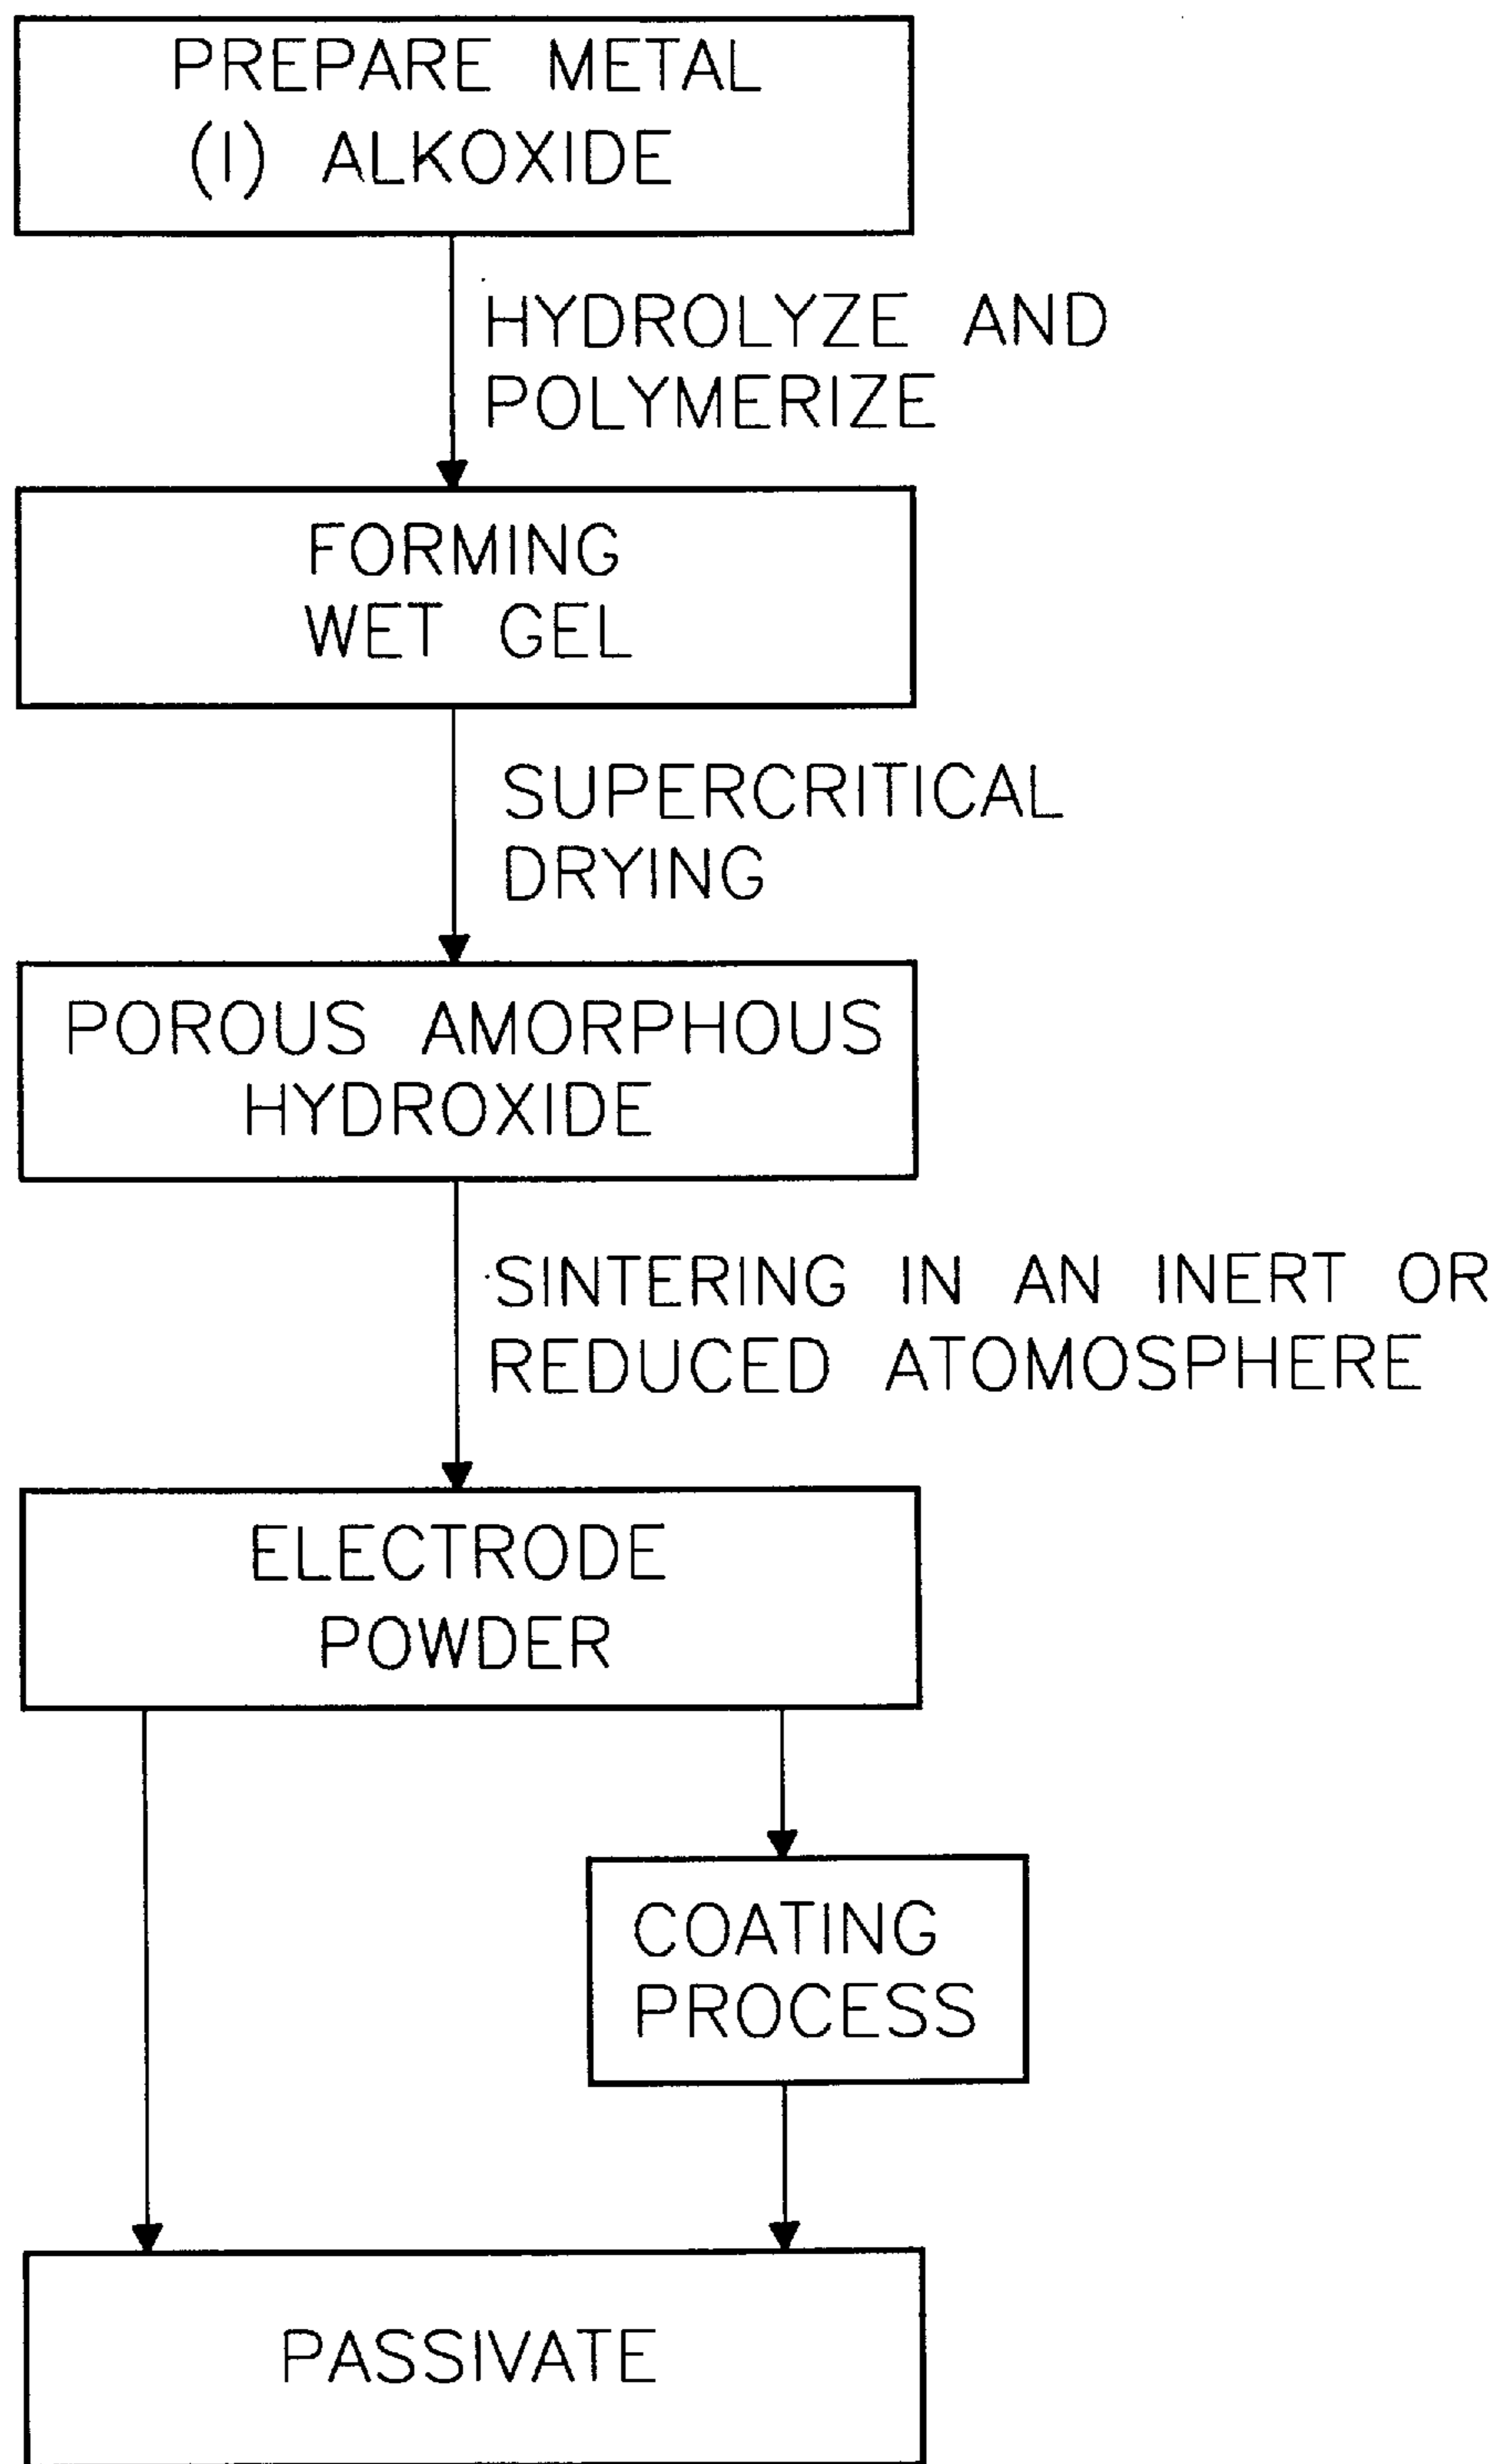 PREPARE METAL
(I) ALKOXIDE
HYDROLYZE AND
POLYMERIZE
FORMING
WET GEL
SUPERCRITICAL
DRYING
POROUS AMORPHOUS
HYDROXIDE
SINTERING IN AN INERT OR
REDUCED ATOMOSPHERE
ELECTRODE
POWDER
COATING
PROCESS
PASSIVATE